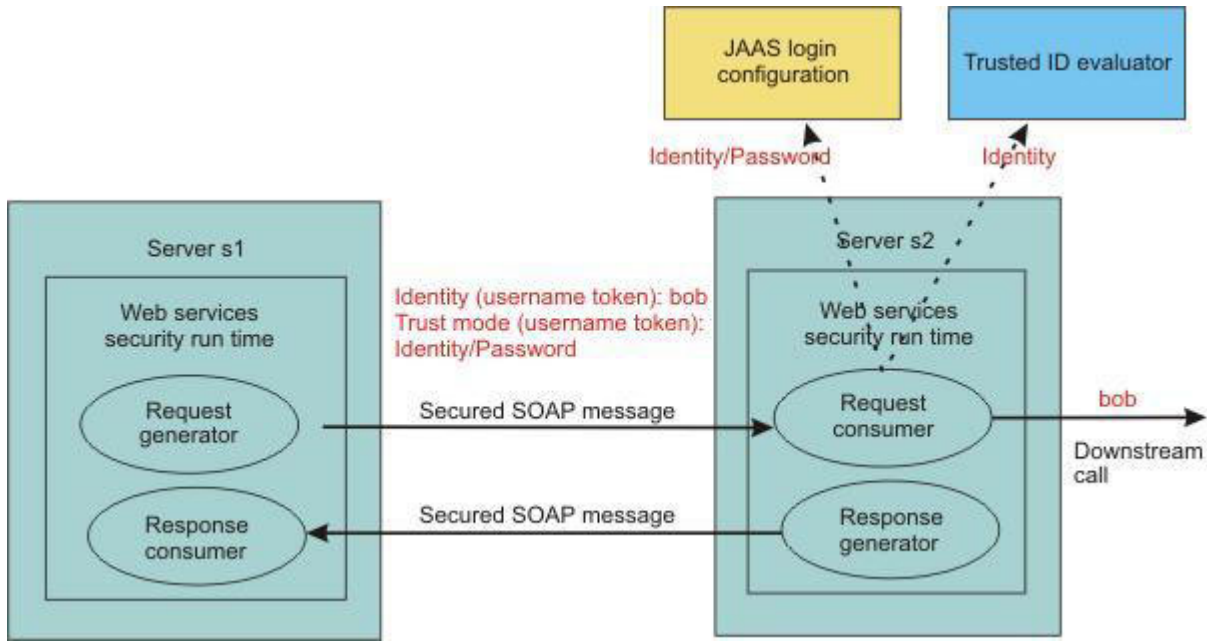 JAAS login
configuration
Trusted ID evaluator
Identity/Password
Identity
Server s1
Server s2
Web services
security run time
Identity (username token): bob
Trust mode (username token):
Identity/Password
Web services
security run time
Request
generator
Secured SOAP message
Request
consumer
bob
Downstream
call
Response
consumer
Secured SOAP message
Response
generator